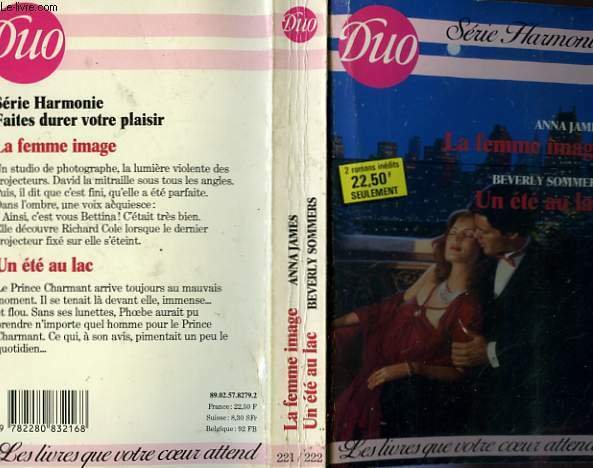 Le-Livre.com
Duo
Série Harmonie
Faites durer votre plaisir
La femme image
Un studio de photographe, la lumière violente des
projecteurs. David la mitraille sous tous les angles.
Puis, il dit que c'est fini, qu'elle a été parfaite.
Dans l'ombre, une voix acquiesce:
Ainsi, c'est vous Bettina! C'était très bien.
Elle découvre Richard Cole lorsque le dernier
projecteur fixé sur elle s'éteint.
Un été au lac
Le Prince Charmant arrive toujours au mauvais
moment. Il se tenait là devant elle, immense...
et flou. Sans ses lunettes, Phœbe aurait pu
prendre n'importe quel homme pour le Prince
Charmant. Ce qui, à son avis, pimentait un peu le
quotidien...
89.02.57.8279.2
France: 22,50 F
Suisse: 8,30 SFr
Belgique: 92 FB
9 782280 832168
Les livres que votre cœur attend
Duo
La femme image ANNA JAMES
Un été au lac BEVERLY SOMMERS
221 / 222
Duo
Série Harmonie
ANNA JAMES
La femme image
BEVERLY SOMMERS
Un été au lac
2 romans inédits
22,50F
SEULEMENT
Les livres que votre cœur attend